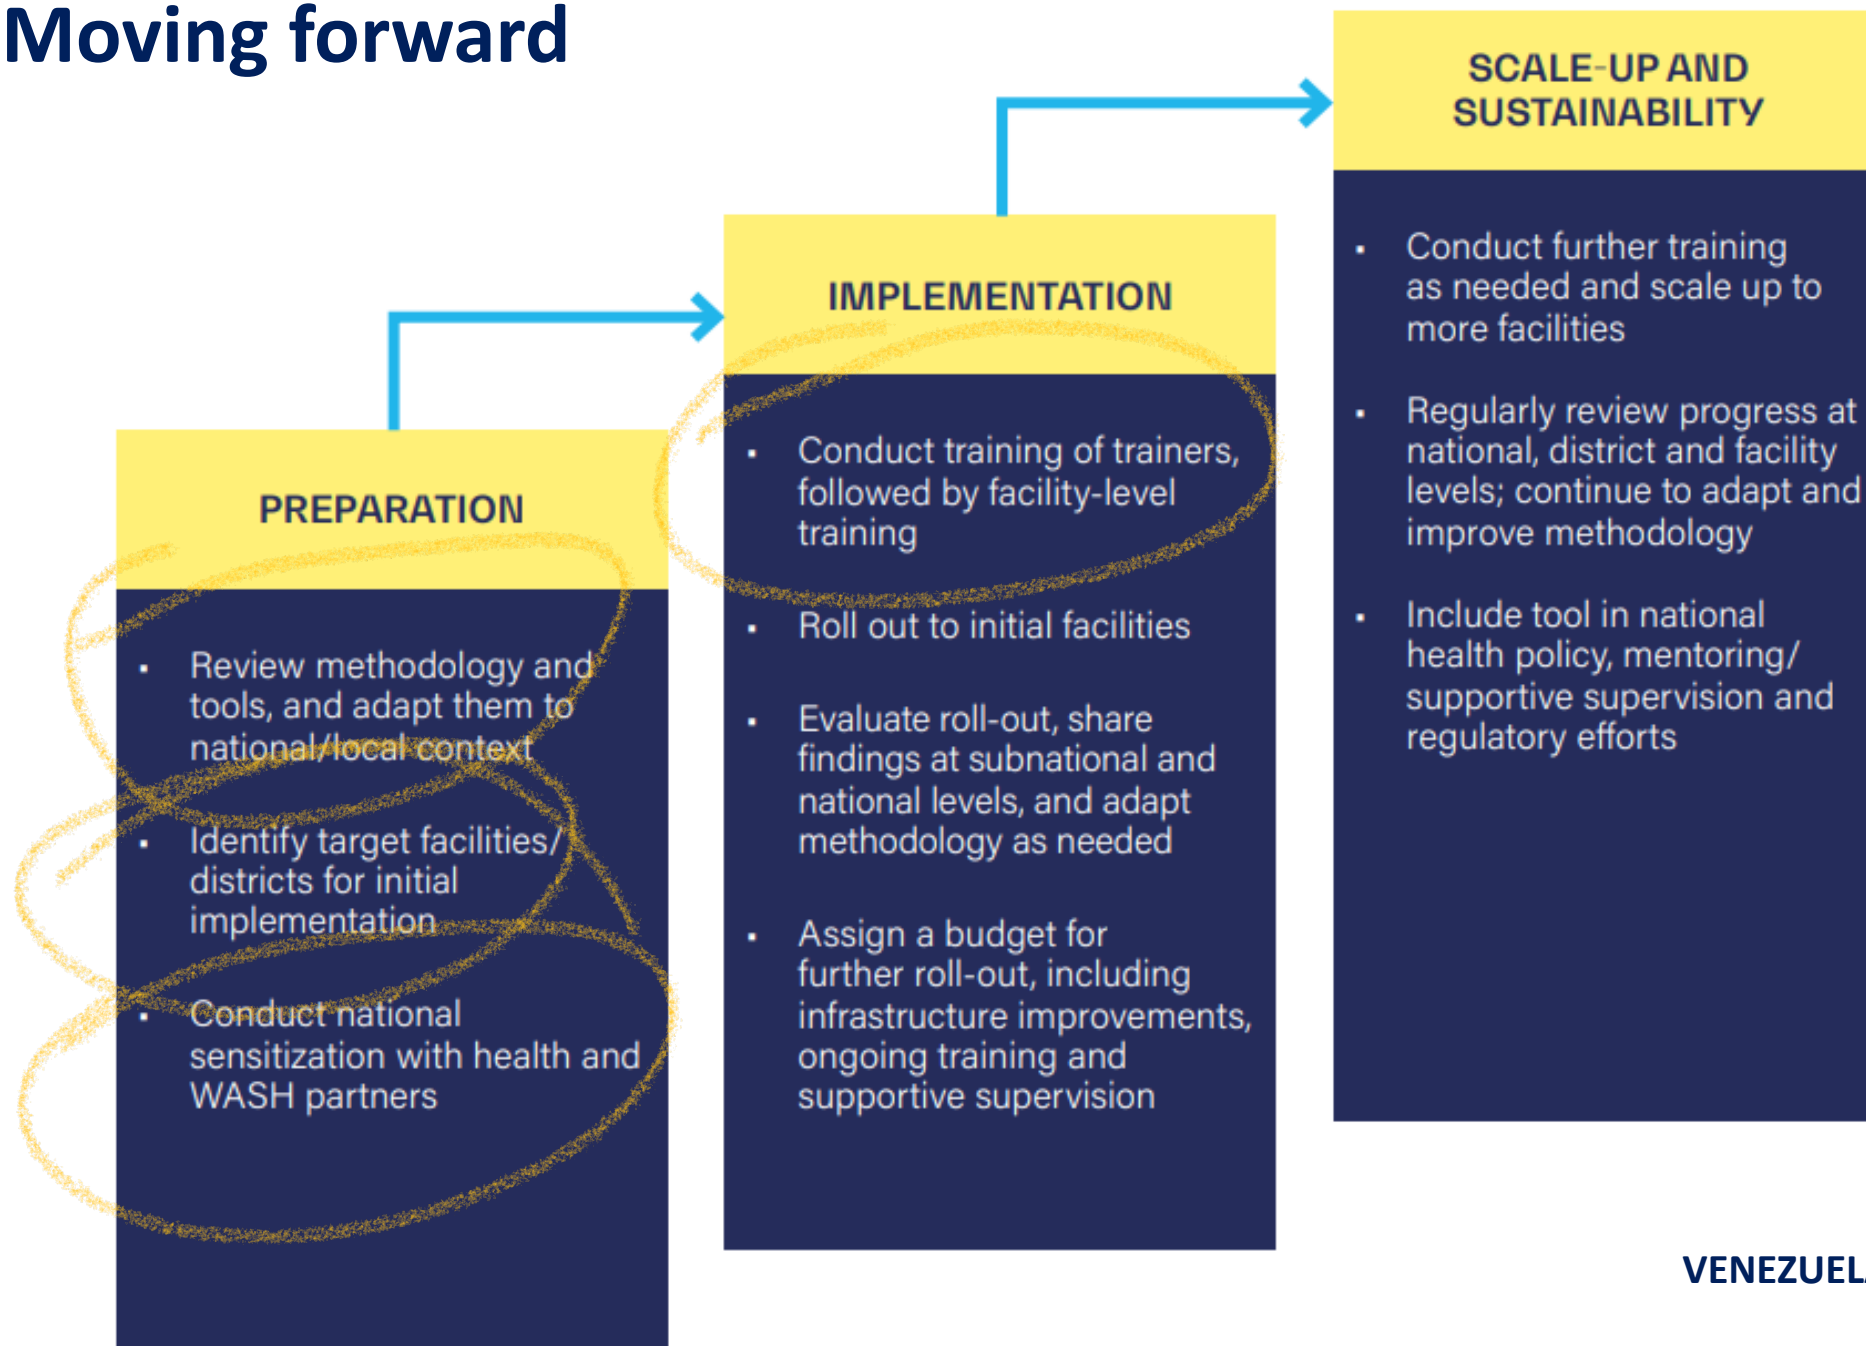 Moving forward
PREPARATION
▪ Review methodology and
tools, and adapt them to
national/local context
▪ Identify target facilities/
districts for initial
implementation
▪ Conduct national
sensitization with health and
WASH partners
IMPLEMENTATION
▪ Conduct training of trainers,
followed by facility-level
training
▪ Roll out to initial facilities
▪ Evaluate roll-out, share
findings at subnational and
national levels, and adapt
methodology as needed
▪ Assign a budget for
further roll-out, including
infrastructure improvements,
ongoing training and
supportive supervision
SCALE-UP AND
SUSTAINABILITY
▪ Conduct further training
as needed and scale up to
more facilities
▪ Regularly review progress at
national, district and facility
levels; continue to adapt and
improve methodology
▪ Include tool in national
health policy, mentoring/
supportive supervision and
regulatory efforts
VENEZUELA